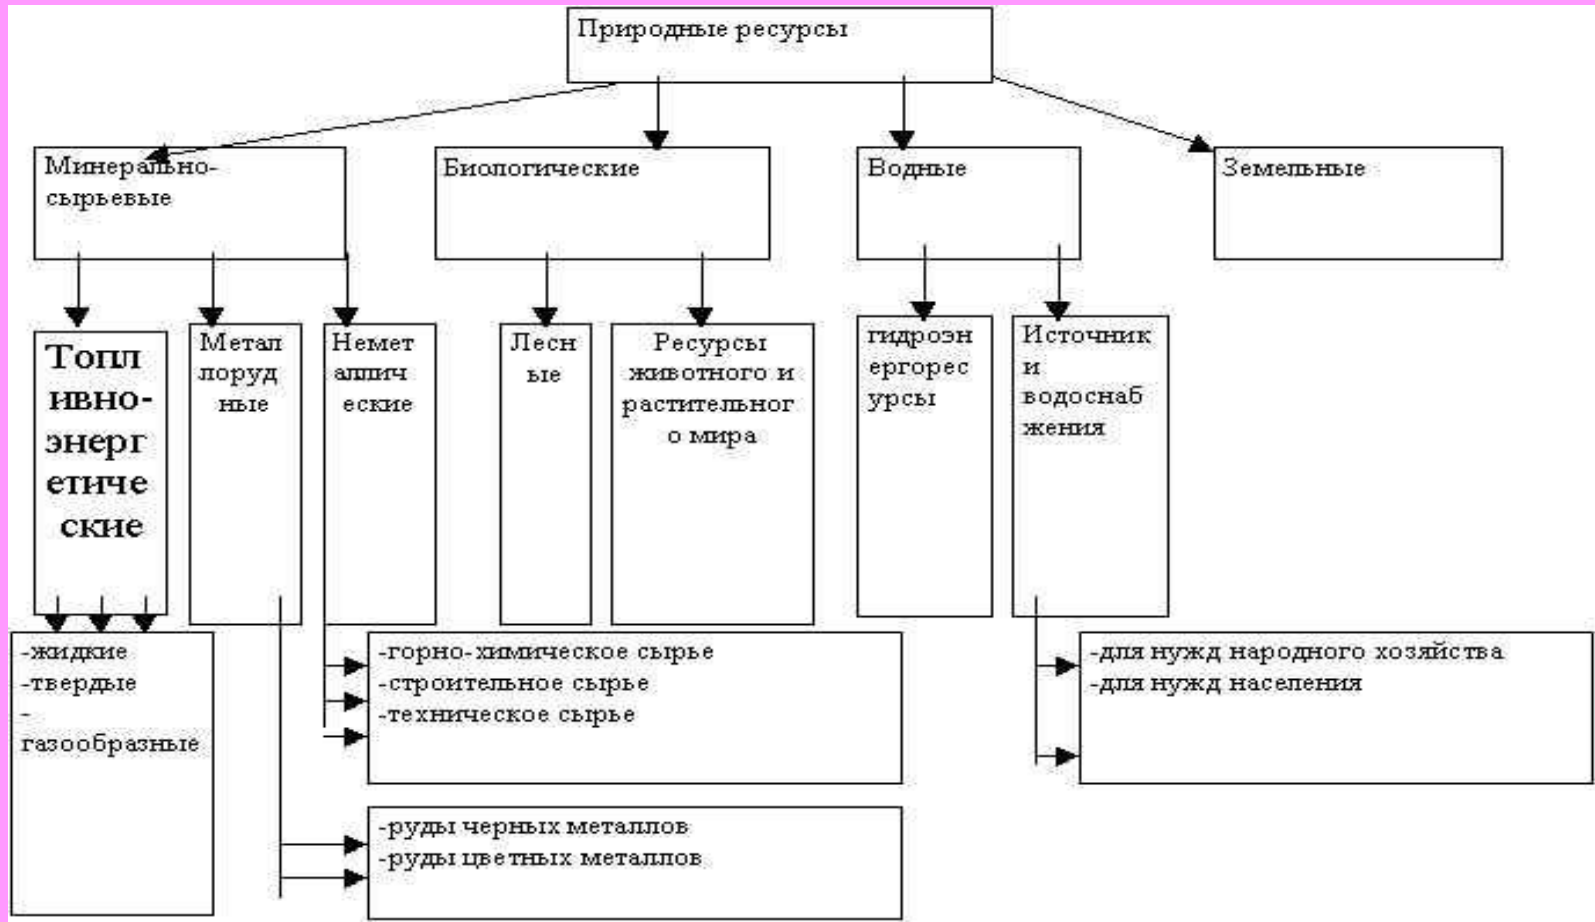 Природные ресурсы
Минерально-
сырьевые
Биологические
Водные
Земельные
Топл
ивно-
энерг
етиче
ские
Метал
лоруд
ные
Немет
аллич
еские
Лесн
ые
Ресурсы
животного и
растительног
о мира
гидроэн
ергорес
урсы
Источник
и
водоснаб
жения
-жидкие
-твердые
-
газообразные
-горно-химическое сырье
-строительное сырье
-техническое сырье
-для нужд народного хозяйства
-для нужд населения
-руды черных металлов
-руды цветных металлов